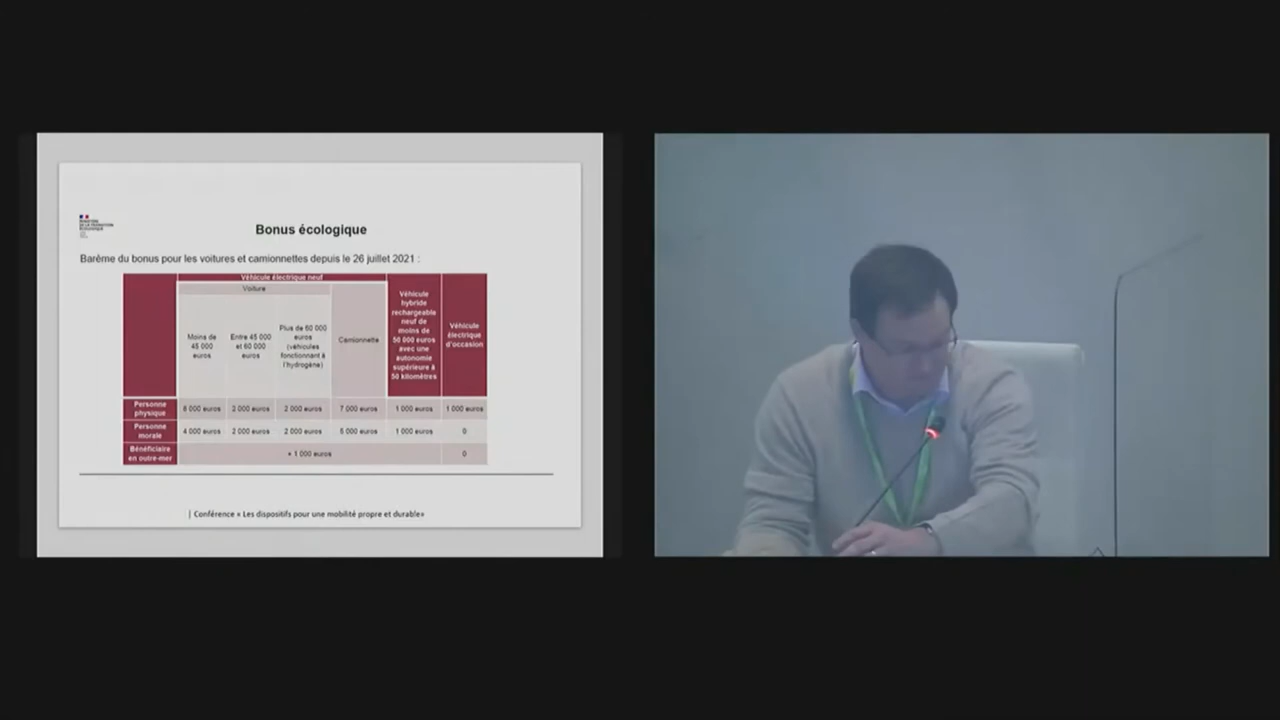 MINISTÈRE
DE LA TRANSITION
ÉCOLOGIQUE
Bonus écologique
Barème du bonus pour les voitures et camionnettes depuis le 26 juillet 2021 :
Véhicule électrique neuf
Voiture
Moins de
45 000
euros
Entre 45 000
et 60 000
euros
Plus de 60 000
euros
(véhicules
fonctionnant à
l'hydrogène)
Camionnette
Véhicule
hybride
rechargeable
neuf de
moins de
50 000 euros
avec une
autonomie
supérieure à
50 kilomètres
Véhicule
électrique
d'occasion
Personne
physique
6 000 euros
2 000 euros
2 000 euros
7 000 euros
1 000 euros
1 000 euros
Personne
morale
4 000 euros
2 000 euros
2 000 euros
5 000 euros
1 000 euros
0
Bénéficiaire
en outre-mer
+ 1 000 euros
0
| Conférence « Les dispositifs pour une mobilité propre et durable»